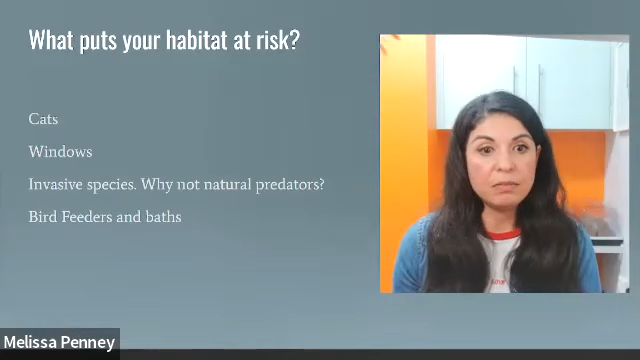 What puts your habitat at risk?
Cats
Windows
Invasive species. Why not natural predators?
Bird Feeders and baths
Melissa Penney